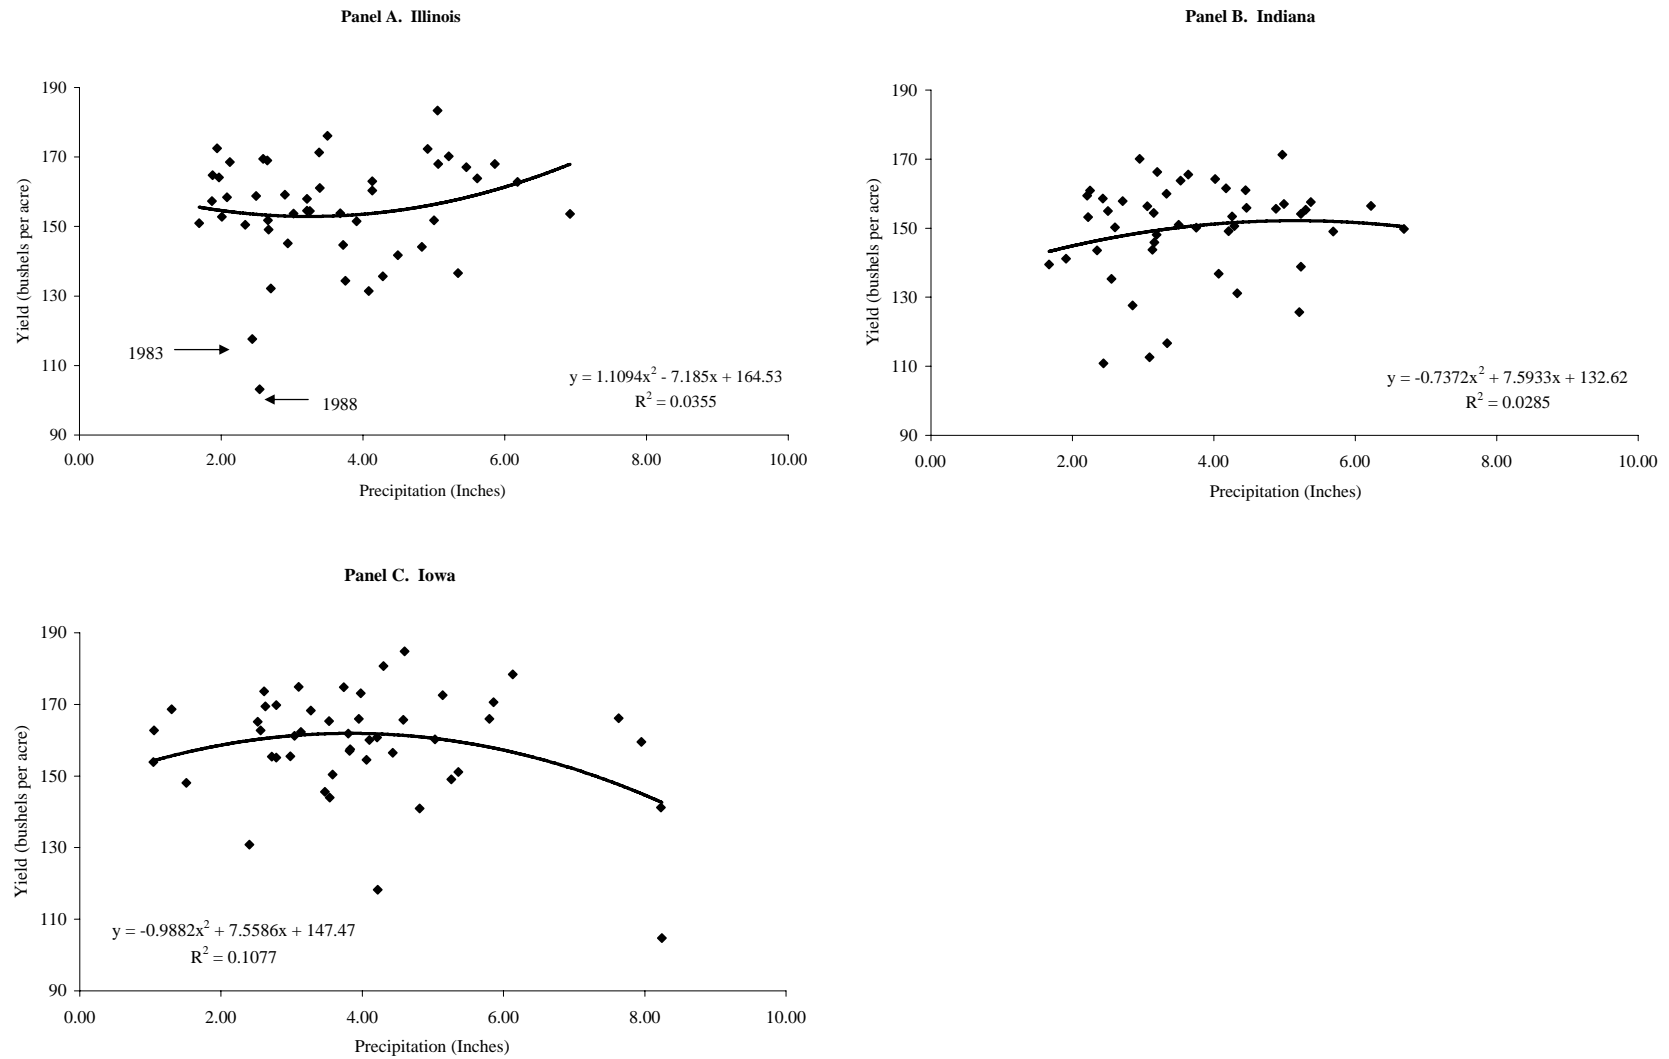 Panel A.  Illinois
190
170
150
130
110
90
0.00 2.00 4.00 6.00 8.00 10.00
Precipitation (Inches)
Yield (bushels per acre)
1983
1988
y = 1.1094x² - 7.185x + 164.53
R² = 0.0355
Panel B.  Indiana
190
170
150
130
110
90
0.00 2.00 4.00 6.00 8.00 10.00
Precipitation (Inches)
Yield (bushels per acre)
y = -0.7372x² + 7.5933x + 132.62
R² = 0.0285
Panel C.  Iowa
190
170
150
130
110
90
0.00 2.00 4.00 6.00 8.00 10.00
Precipitation (Inches)
Yield (bushels per acre)
y = -0.9882x² + 7.5586x + 147.47
R² = 0.1077